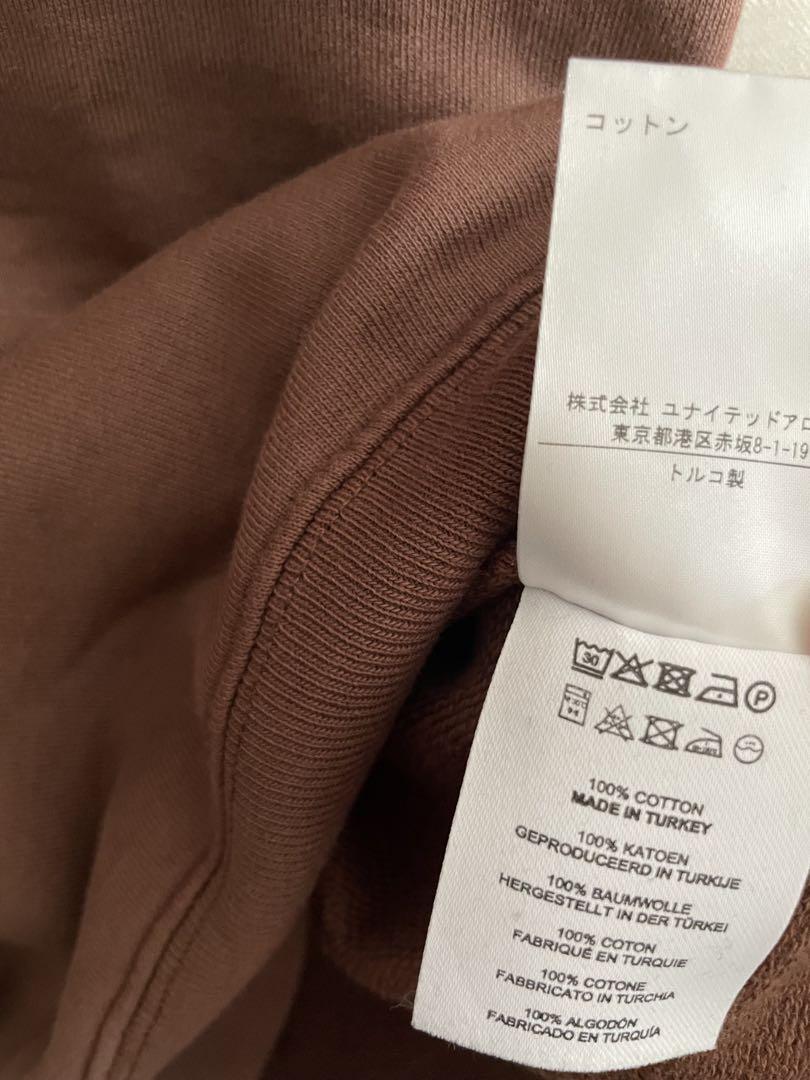 コットン
株式会社 ユナイテッドアロ
東京都港区赤坂8-1-19
トルコ製
30 P
100% COTTON
MADE IN TURKEY
100% KATOEN
GEPRODUCEERD IN TURKIJE
100% BAUMWOLLE
HERGESTELLT IN DER TÜRKEI
100% COTON
FABRIQUÉ EN TURQUIE
100% COTONE
FABBRICATO IN TURCHIA
100% ALGODÓN
FABRICADO EN TURQUÍA